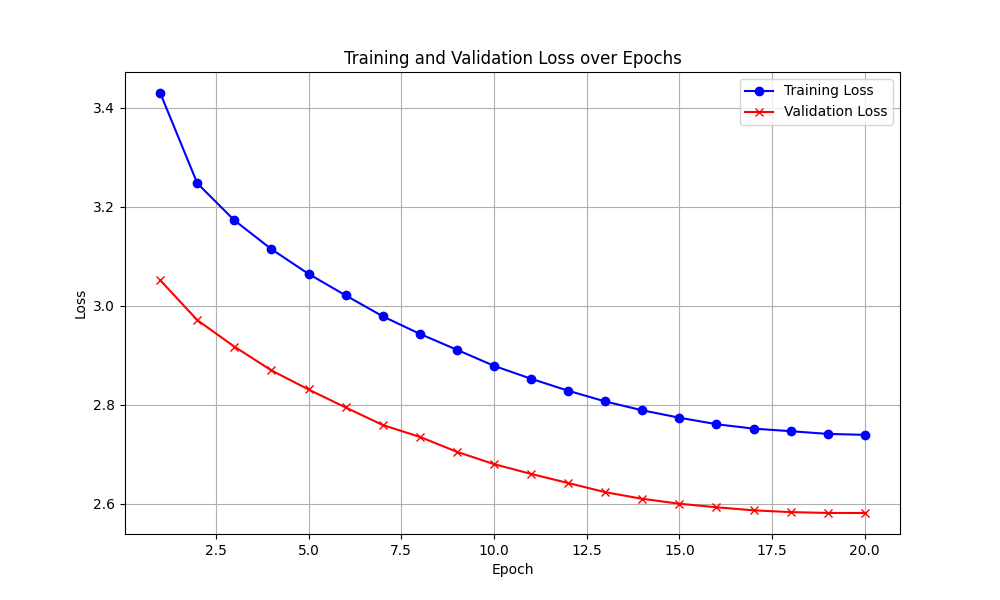 Training and Validation Loss over Epochs
Training Loss
Validation Loss
3.4
3.2
3.0
2.8
2.6
Loss
2.5
5.0
7.5
10.0
12.5
15.0
17.5
20.0
Epoch